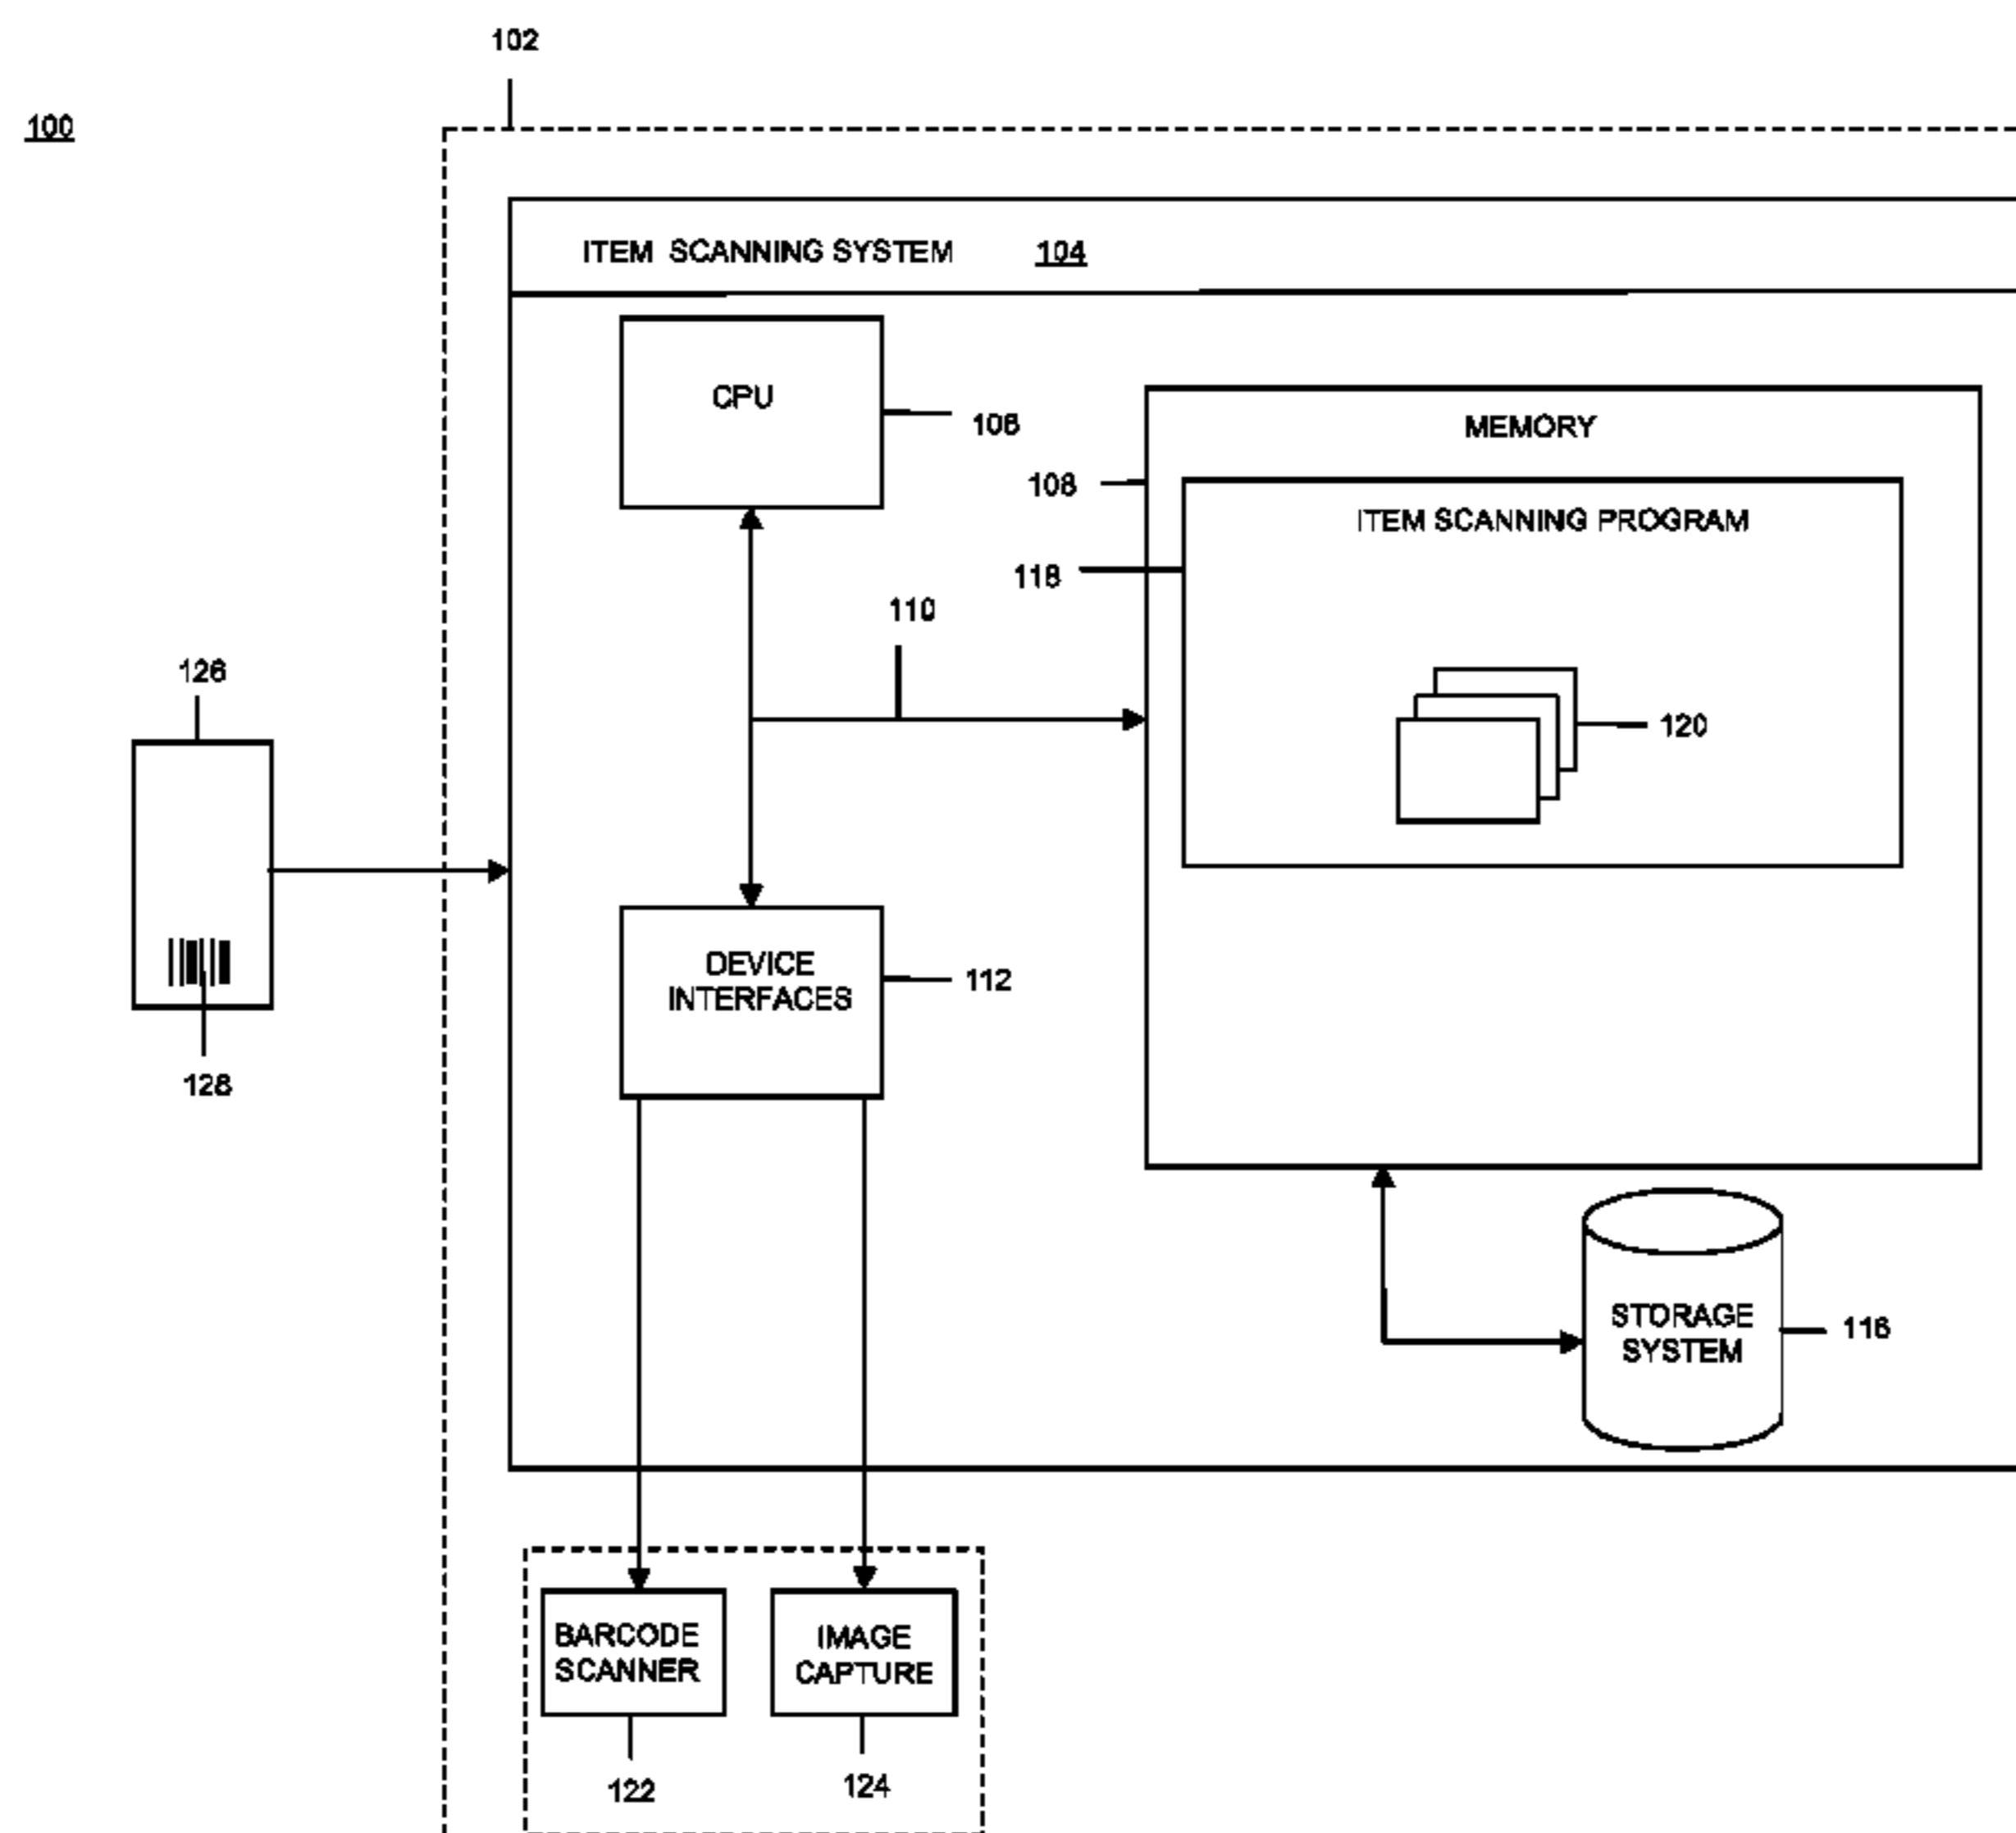 102
100
ITEM SCANNING SYSTEM 104
CPU
106
MEMORY
108
ITEM SCANNING PROGRAM
118
110
126
120
DEVICE
INTERFACES
112
128
STORAGE
SYSTEM
116
BARCODE
SCANNER
IMAGE
CAPTURE
122
124